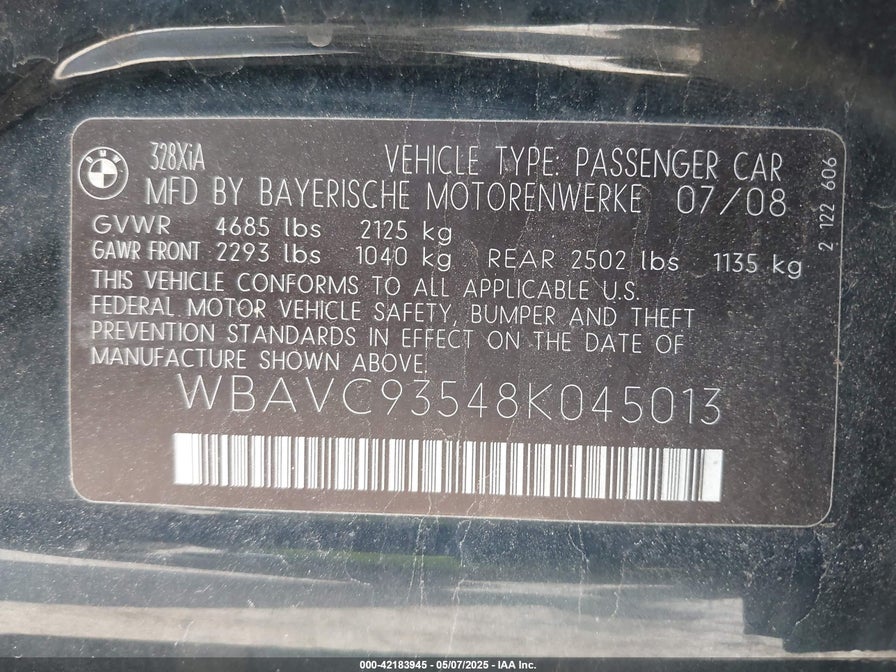 BMW
328XiA VEHICLE TYPE: PASSENGER CAR
MFD BY BAYERISCHE MOTORENWERKE 07/08
GVWR 4685 lbs 2125 kg
GAWR FRONT 2293 lbs 1040 kg REAR 2502 lbs 1135 kg
THIS VEHICLE CONFORMS TO ALL APPLICABLE U.S.
FEDERAL MOTOR VEHICLE SAFETY, BUMPER AND THEFT
PREVENTION STANDARDS IN EFFECT ON THE DATE OF
MANUFACTURE SHOWN ABOVE.
WBAVC93548K045013
2 122 606
000-42183945 - 05/07/2025 - IAA Inc.